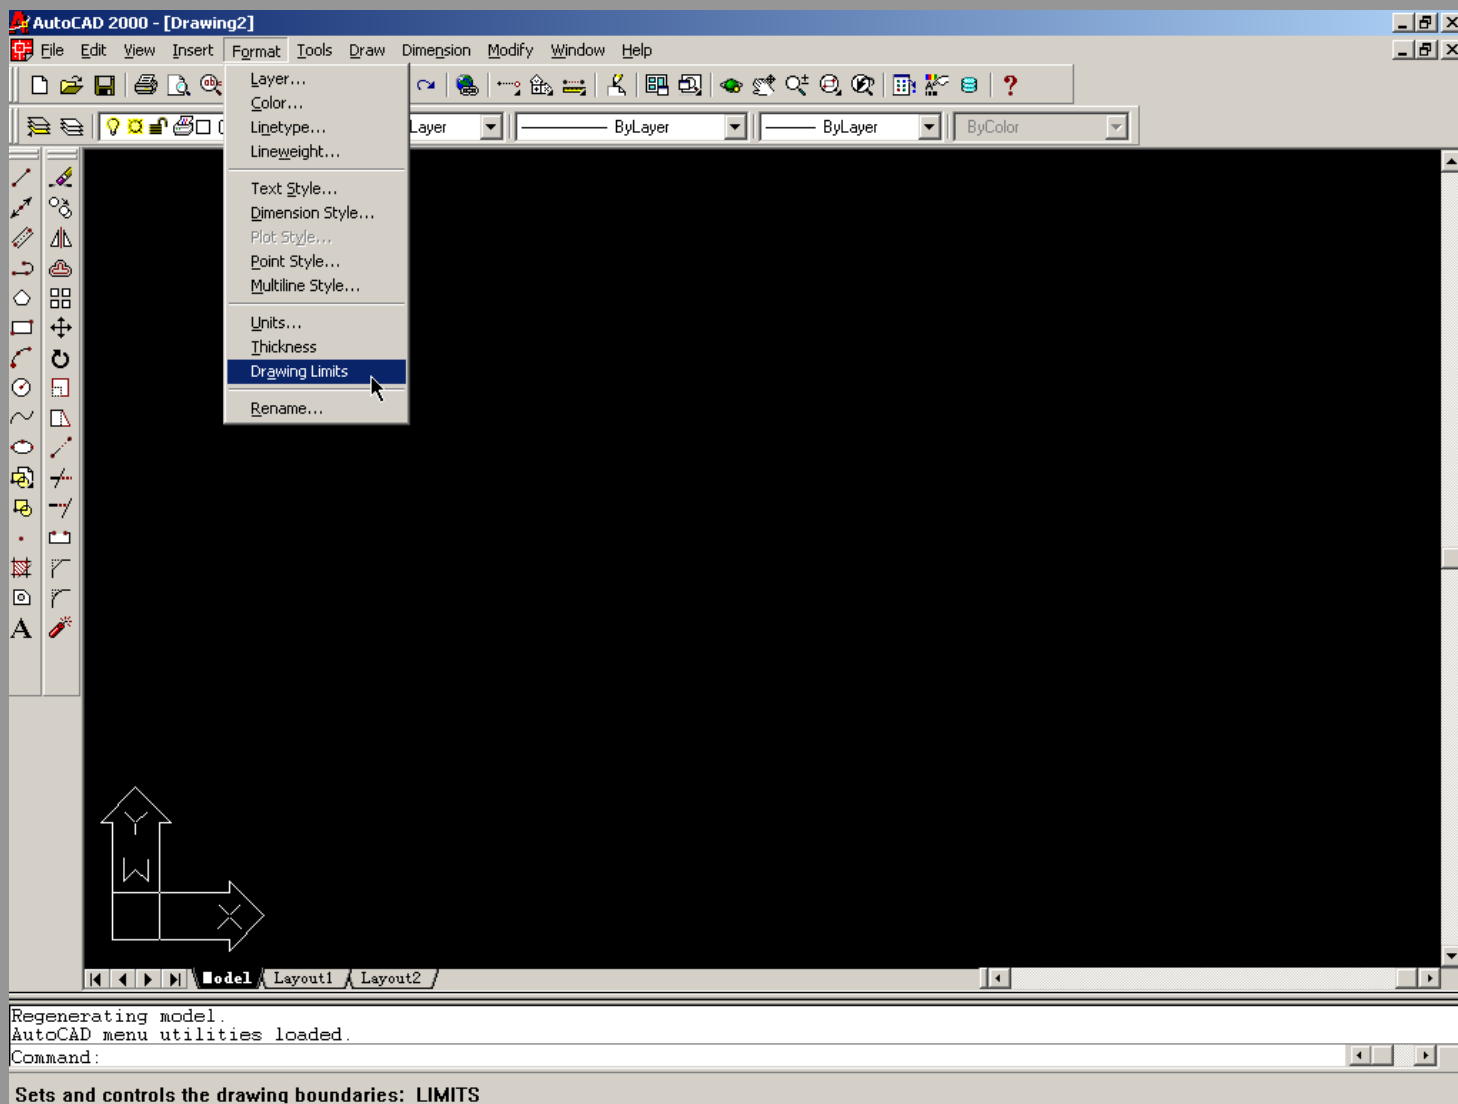 AutoCAD 2000 - [Drawing2]
File Edit View Insert Format Tools Draw Dimension Modify Window Help
Layer...
Color...
Linetype...
Lineweight...
Text Style...
Dimension Style...
Plot Style...
Point Style...
Multiline Style...
Units...
Thickness
Drawing Limits
Rename...
Layer ByLayer ByLayer ByColor
A
Y
W
X
Model Layout1 Layout2
Regenerating model.
AutoCAD menu utilities loaded.
Command:
Sets and controls the drawing boundaries: LIMITS